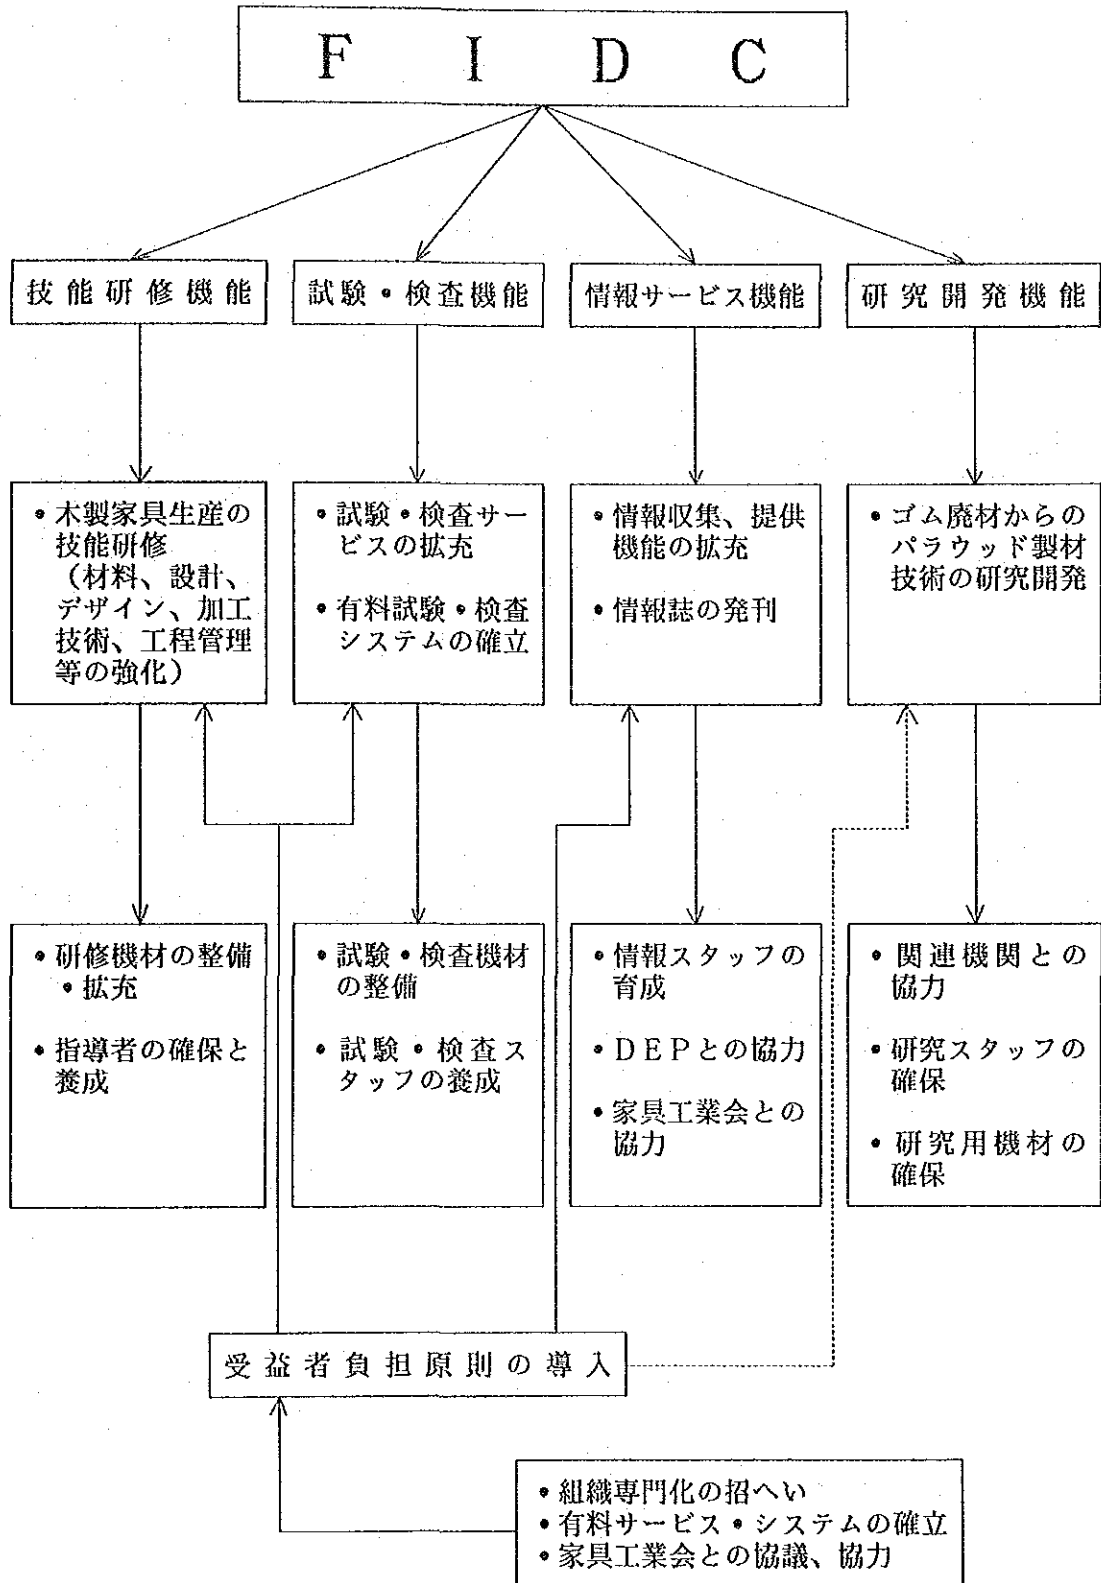 F I D C
技能研修機能
試験・検査機能
情報サービス機能
研究開発機能
・木製家具生産の
技能研修
(材料、設計、
デザイン、加工
技術、工程管理
等の強化)
・試験・検査サー
ビスの拡充
・有料試験・検査
システムの確立
・情報収集、提供
機能の拡充
・情報誌の発刊
・ゴム廃材からの
パラウッド製材
技術の研究開発
・研修機材の整備
・拡充
・指導者の確保と
養成
・試験・検査機材
の整備
・試験・検査ス
タッフの養成
・情報スタッフの
育成
・DEPとの協力
・家具工業会との
協力
・関連機関との
協力
・研究スタッフの
確保
・研究用機材の
確保
受益者負担原則の導入
・組織専門化の招へい
・有料サービス・システムの確立
・家具工業会との協議、協力